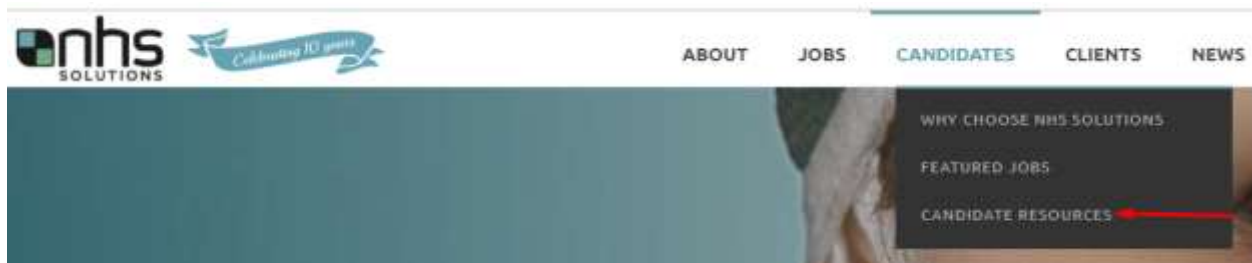 nhs
SOLUTIONS
Celebrating 10 years
ABOUT JOBS CANDIDATES CLIENTS NEWS
WHY CHOOSE NHS SOLUTIONS
FEATURED JOBS
CANDIDATE RESOURCES